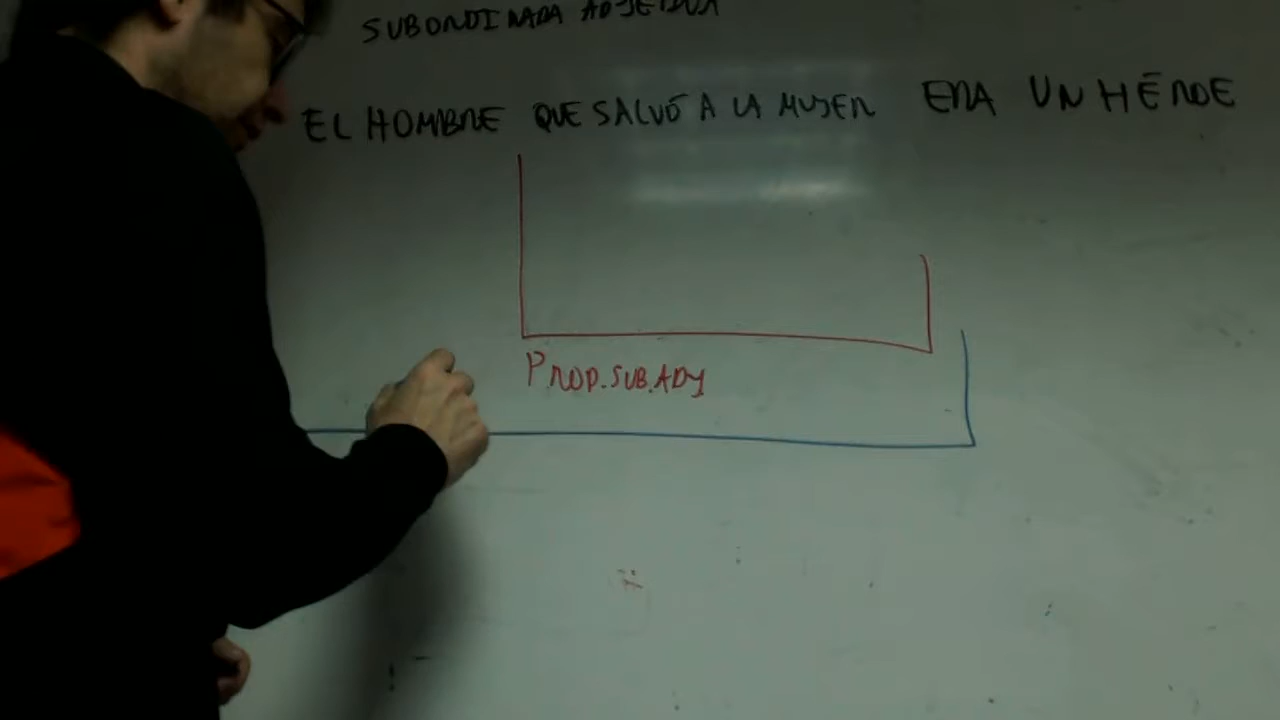 SUBORDINADA ADJETIVA
EL HOMBRE QUE SALVÓ A LA MUJER ERA UN HÉROE
PROP.SUB.ADJ